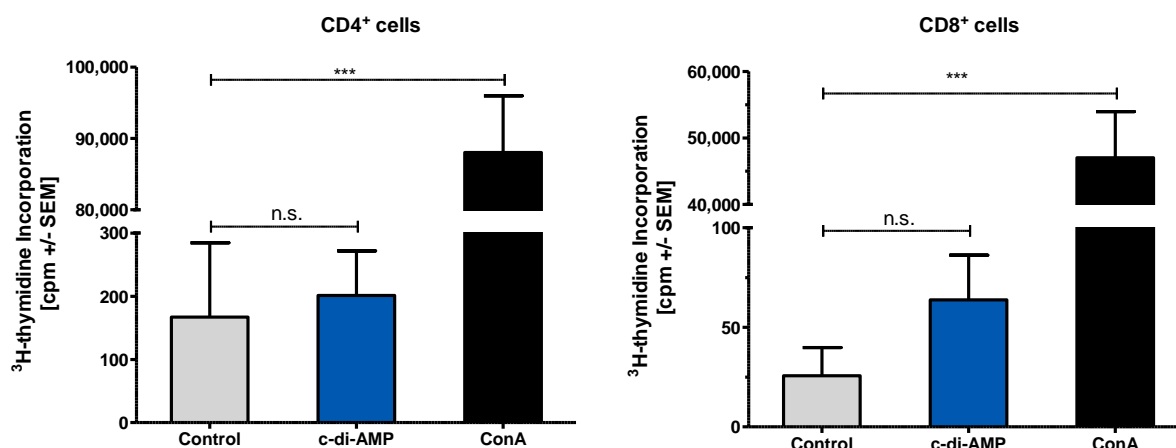 CD4⁺ cells
³H-thymidine Incorporation
[cpm +/- SEM]
100,000
90,000
80,000
300
200
100
0
***
n.s.
Control
c-di-AMP
ConA
CD8⁺ cells
³H-thymidine Incorporation
[cpm +/- SEM]
60,000
50,000
40,000
100
50
0
***
n.s.
Control
c-di-AMP
ConA